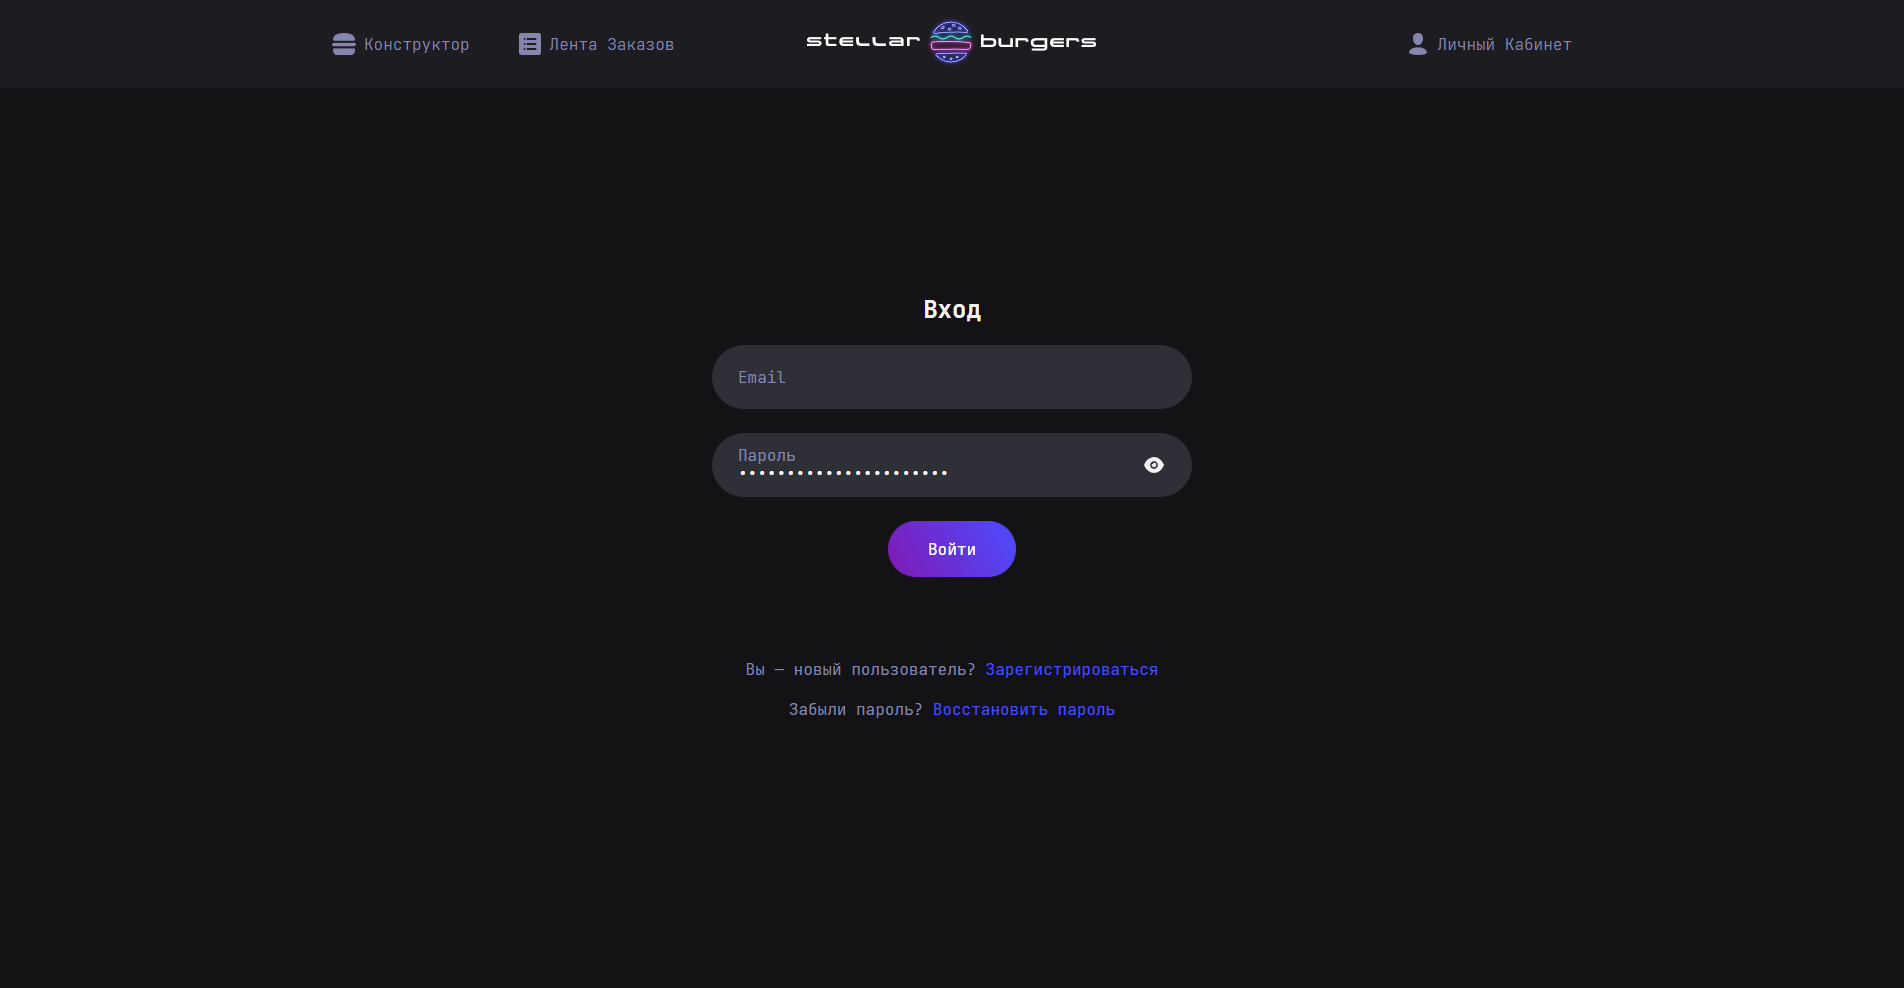 Конструктор
Лента Заказов
stellar burgers
Личный Кабинет
Вход
Email
Пароль
••••••••••••••••••••••
Войти
Вы — новый пользователь? Зарегистрироваться
Забыли пароль? Восстановить пароль